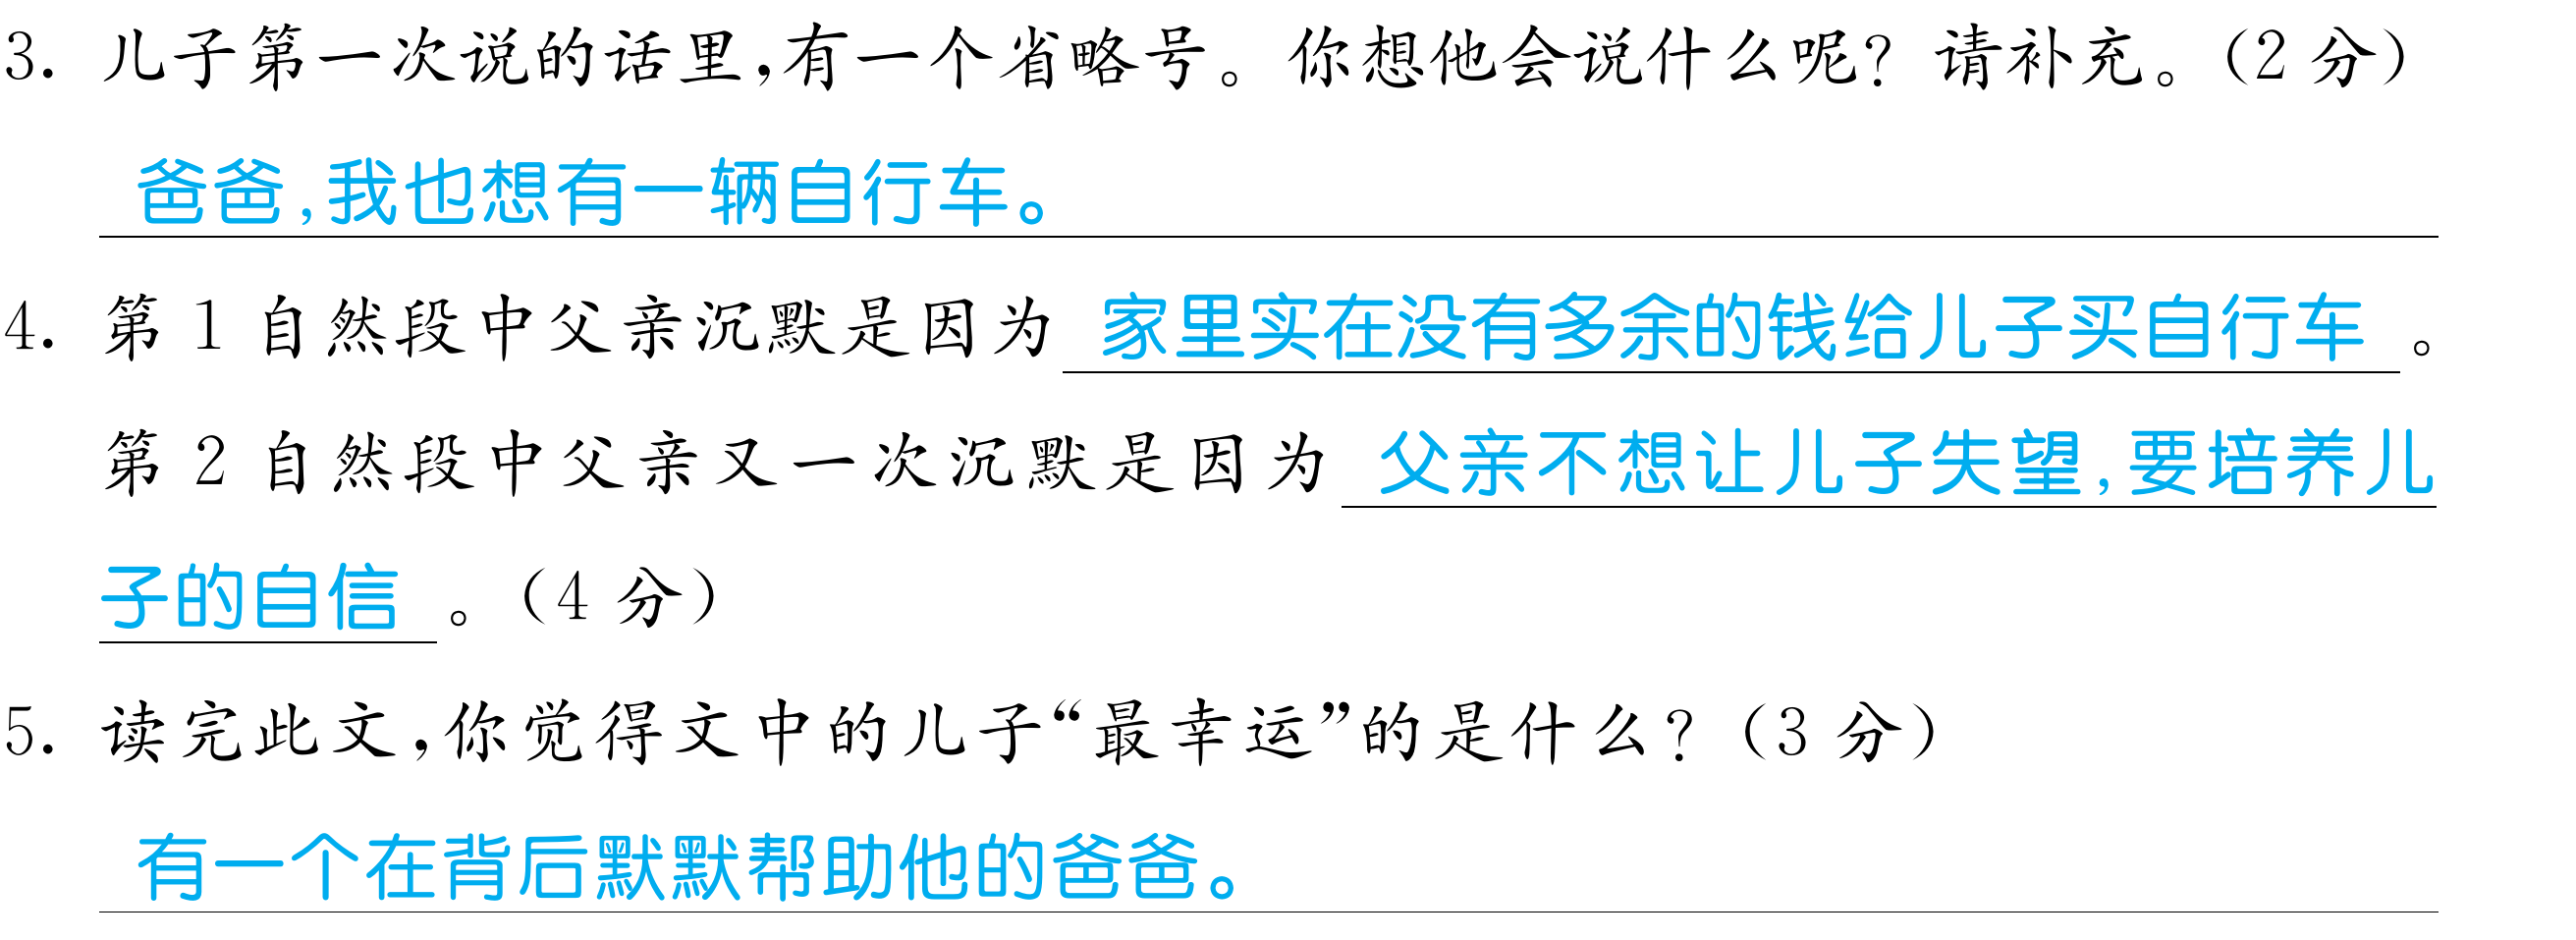 3. 儿子第一次说的话里,有一个省略号。你想他会说什么呢？请补充。(2 分)
爸爸,我也想有一辆自行车。
4. 第 1 自然段中父亲沉默是因为 家里实在没有多余的钱给儿子买自行车 。
第 2 自然段中父亲又一次沉默是因为 父亲不想让儿子失望,要培养儿
子的自信 。(4 分)
5. 读完此文,你觉得文中的儿子“最幸运”的是什么？(3 分)
有一个在背后默默帮助他的爸爸。